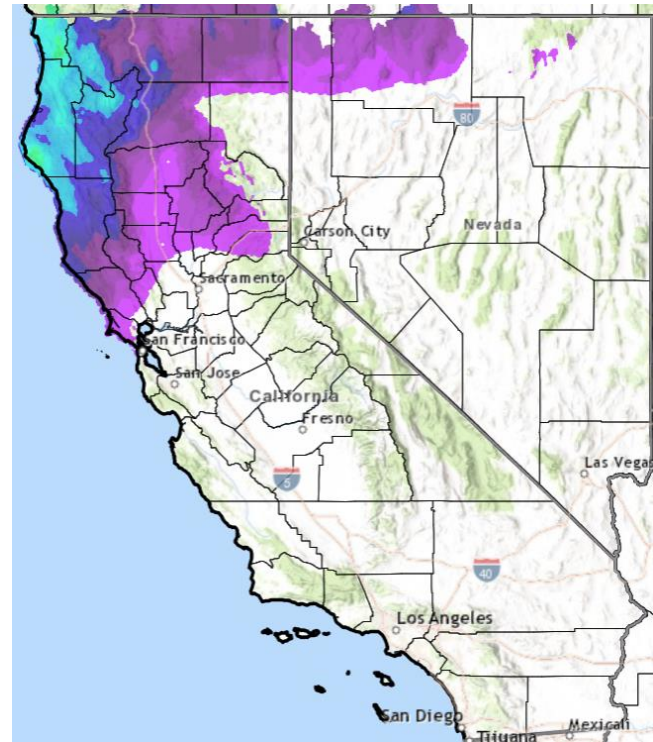 80
Carson City
Nevada
Sacramento
San Francisco
San Jose
California
Fresno
Las Vegas
5
40
Los Angeles
San Diego
Mexicali
Tijuana